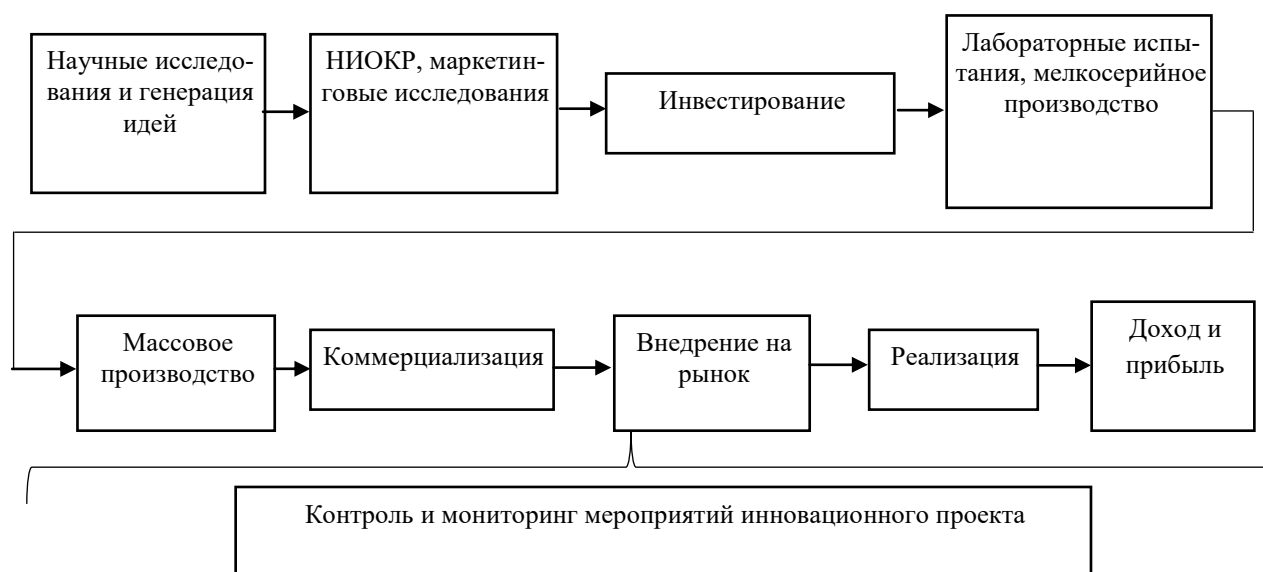 Научные исследо-
вания и генерация
идей
НИОКР, маркетин-
говые исследования
Инвестирование
Лабораторные испы-
тания, мелкосерийное
производство
Массовое
производство
Коммерциализация
Внедрение на
рынок
Реализация
Доход и
прибыль
Контроль и мониторинг мероприятий инновационного проекта